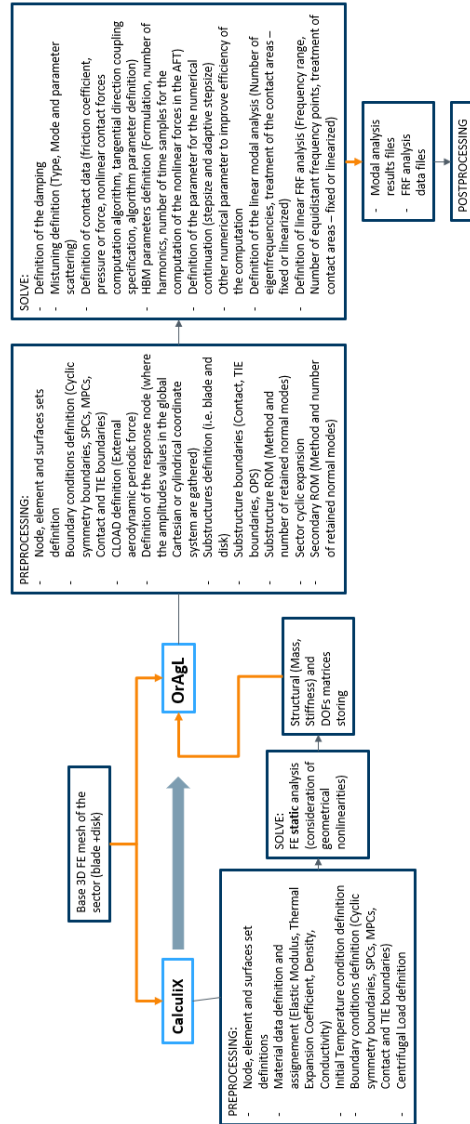 Base 3D FE mesh of the
sector (blade +disk)
CalculiX
OrAgL
PREPROCESSING:
- Node, element and surfaces set
definitions
- Material data definition and
assignement (Elastic Modulus, Thermal
Expansion Coefficient, Density,
Conductivity)
- Initial Temperature condition definition
- Boundary conditions definition (Cyclic
symmetry boundaries, SPCs, MPCs,
Contact and TIE boundaries)
- Centrifugal Load definition
SOLVE:
FE static analysis
(consideration of
geometrical
nonlinearities)
Structural (Mass,
Stiffness) and
DOFs matrices
storing
PREPROCESSING:
- Node, element and surfaces sets
definition
- Boundary conditions definition (Cyclic
symmetry boundaries, SPCs, MPCs,
Contact and TIE boundaries)
- CLOAD definition (External
aerodynamic periodic force)
- Definition of the response node (where
the amplitudes values in the global
Cartesian or cylindrical coordinate
system are gathered)
- Substructures definition (i.e. blade and
disk)
- Substructure boundaries (Contact, TIE
boundaries, OPS)
- Substructure ROM (Method and
number of retained normal modes)
- Sector cyclic expansion
- Secondary ROM (Method and number
of retained normal modes)
SOLVE:
- Definition of the damping
- Mistuning definition (Type, Mode and parameter
scattering)
- Definition of contact data (friction coefficient,
pressure or force, nonlinear contact forces
computation algorithm, tangential direction coupling
specification, algorithm parameter definition)
- HBM parameters definition (Formulation, number of
harmonics, number of time samples for the
computation of the nonlinear forces in the AFT)
- Definition of the parameter for the numerical
continuation (stepsize and adaptive stepsize)
- Other numerical parameter to improve efficiency of
the computation
- Definition of the linear modal analysis (Number of
eigenfrequencies, treatment of the contact areas –
fixed or linearized)
- Definition of linear FRF analysis (Frequency range,
Number of equidistant frequency points, treatment of
contact areas – fixed or linearized)
- Modal analysis
results files
- FRF analysis
data files
POSTPROCESSING